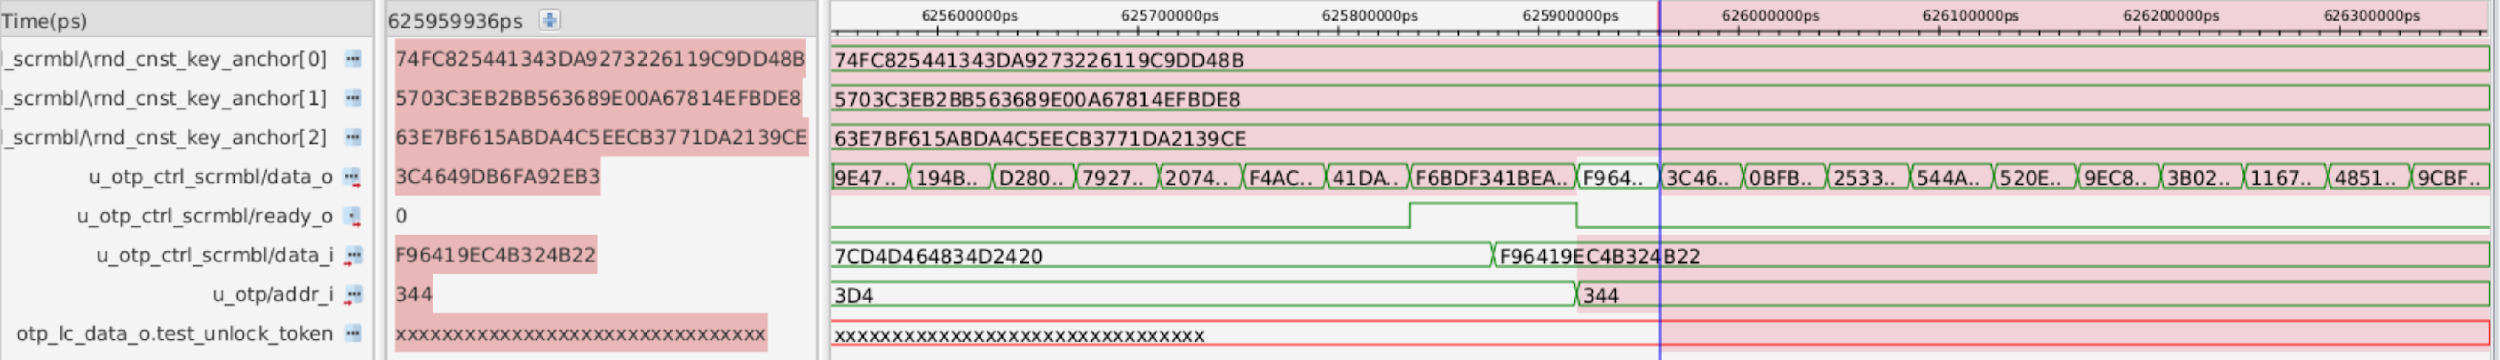 Time(ps) 625959936ps 625600000ps 625700000ps 625800000ps 625900000ps 626000000ps 626100000ps 626200000ps 626300000ps
l_scrmbl/\rnd_cnst_key_anchor[0] 74FC825441343DA9273226119C9DD48B 74FC825441343DA9273226119C9DD48B
l_scrmbl/\rnd_cnst_key_anchor[1] 5703C3EB2BB563689E00A67814EFBDE8 5703C3EB2BB563689E00A67814EFBDE8
l_scrmbl/\rnd_cnst_key_anchor[2] 63E7BF615ABDA4C5EECB3771DA2139CE 63E7BF615ABDA4C5EECB3771DA2139CE
u_otp_ctrl_scrmbl/data_o 3C4649DB6FA92EB3 9E47.. 194B.. D280.. 7927.. 2074.. F4AC.. 41DA.. F6BDF341BEA.. F964.. 3C46.. 0BFB.. 2533.. 544A.. 520E.. 9EC8.. 3B02.. 1167.. 4851.. 9CBF..
u_otp_ctrl_scrmbl/ready_o 0
u_otp_ctrl_scrmbl/data_i F96419EC4B324B22 7CD4D464834D2420 F96419EC4B324B22
u_otp/addr_i 344 3D4 344
otp_lc_data_o.test_unlock_token xxxxxxxxxxxxxxxxxxxxxxxxxxxxxxxx xxxxxxxxxxxxxxxxxxxxxxxxxxxxxxxx